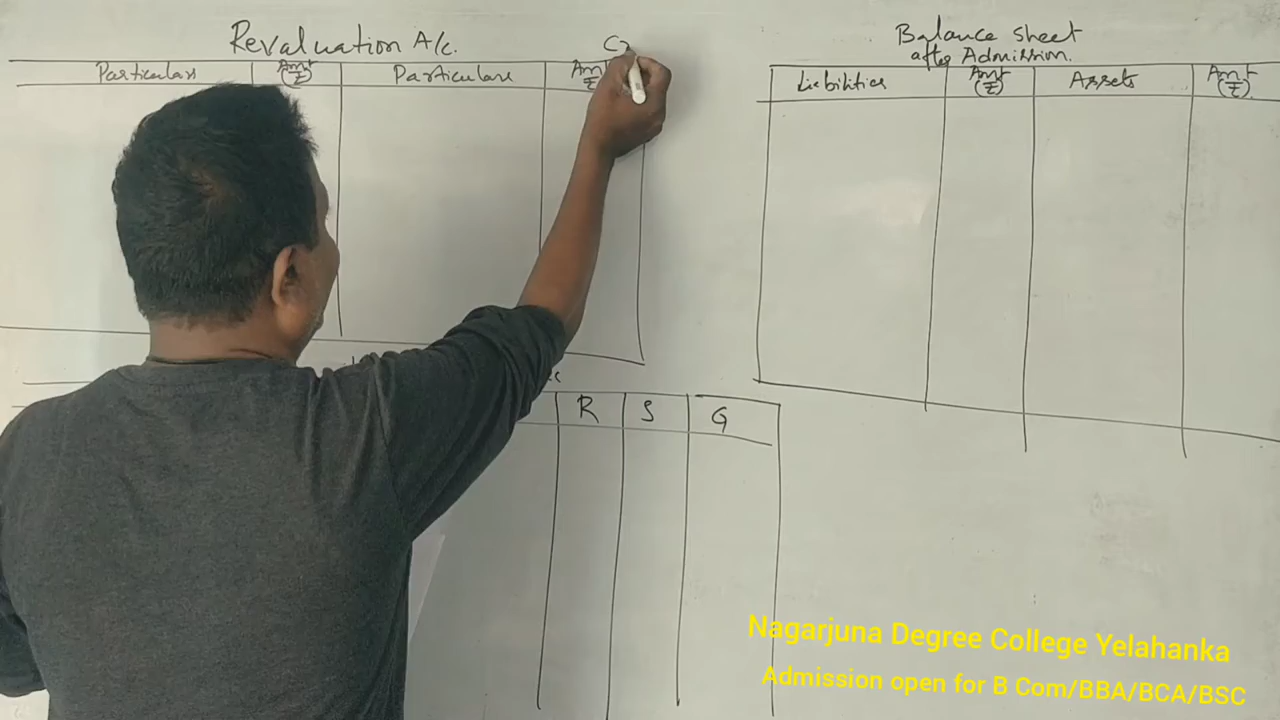 Revaluation A/c.
Cr
Particulars Amt (₹) Particulars Amt ₹
R S G
Balance sheet
after Admission.
Liabilities Amt (₹) Assets Amt (₹)
Nagarjuna Degree College Yelahanka
Admission open for B Com/BBA/BCA/BSC